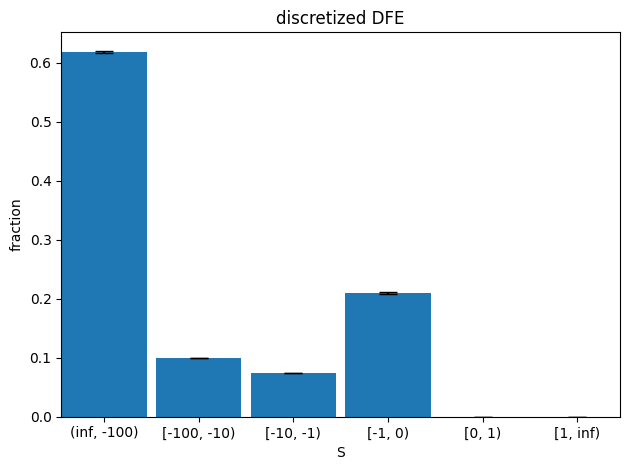 discretized DFE
fraction
0.6
0.5
0.4
0.3
0.2
0.1
0.0
(inf, -100) [-100, -10) [-10, -1) [-1, 0) [0, 1) [1, inf)
S